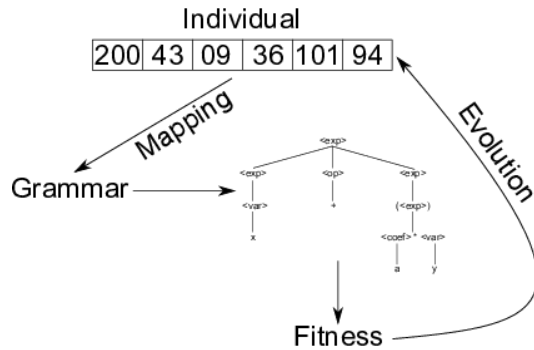 Individual
200 43 09 36 101 94
Mapping
Evolution
Grammar
<exp>
<exp> <op> <exp>
<var> + (<exp>)
x <coef> * <var>
a y
Fitness